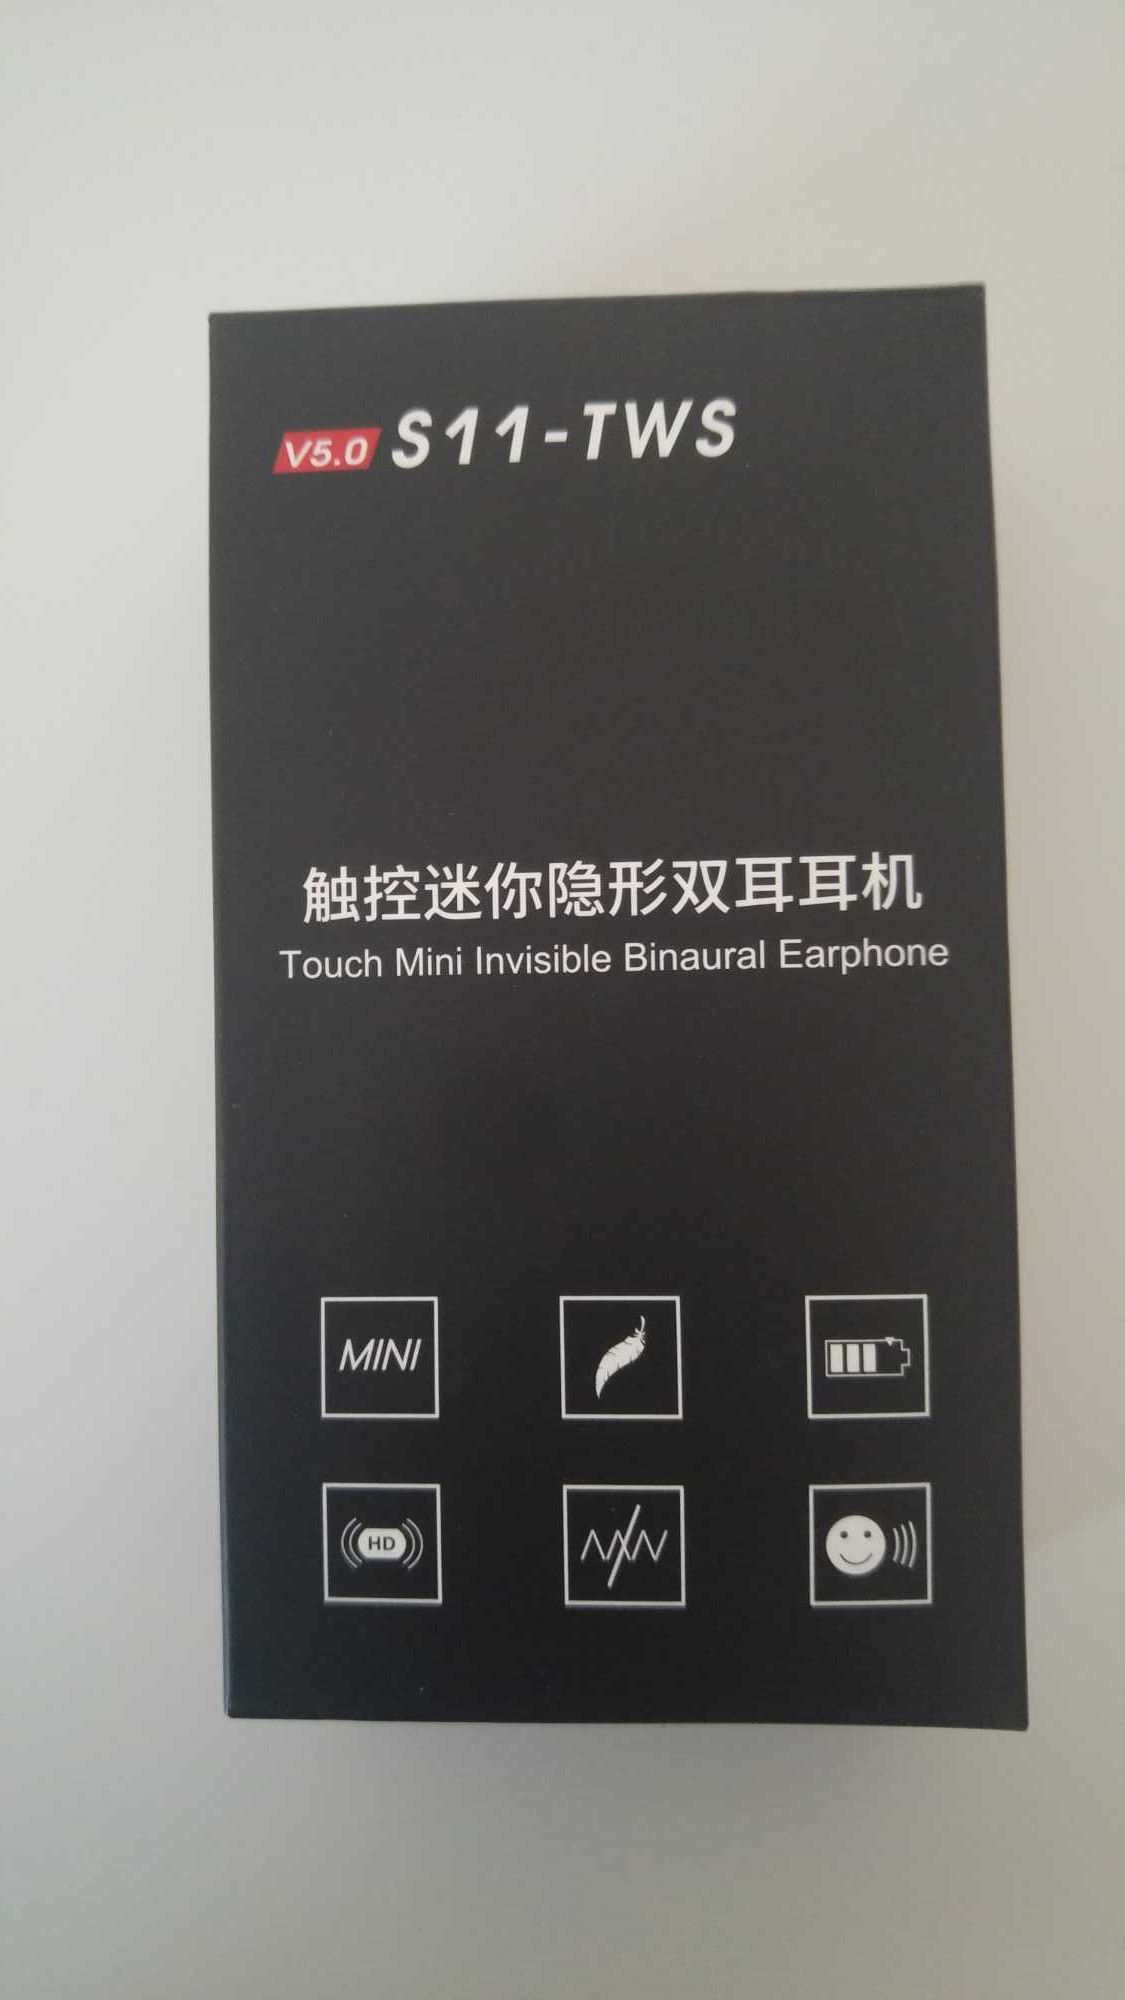 V5.0 S11-TWS
触控迷你隐形双耳耳机
Touch Mini Invisible Binaural Earphone
MINI
HD